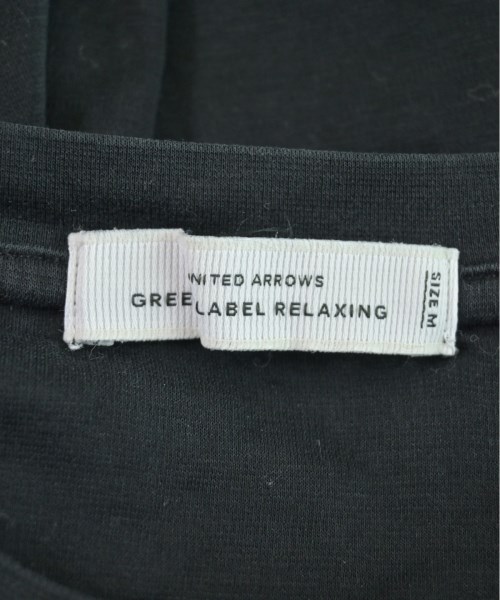 NITED ARROWS
GREE LABEL RELAXING
SIZE M